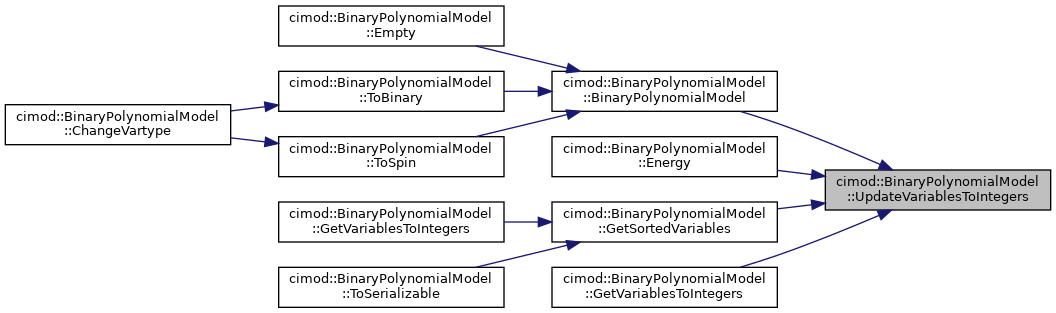 cimod::BinaryPolynomialModel
::Empty
cimod::BinaryPolynomialModel
::ToBinary
cimod::BinaryPolynomialModel
::BinaryPolynomialModel
cimod::BinaryPolynomialModel
::ChangeVartype
cimod::BinaryPolynomialModel
::ToSpin
cimod::BinaryPolynomialModel
::Energy
cimod::BinaryPolynomialModel
::UpdateVariablesToIntegers
cimod::BinaryPolynomialModel
::GetVariablesToIntegers
cimod::BinaryPolynomialModel
::GetSortedVariables
cimod::BinaryPolynomialModel
::ToSerializable
cimod::BinaryPolynomialModel
::GetVariablesToIntegers